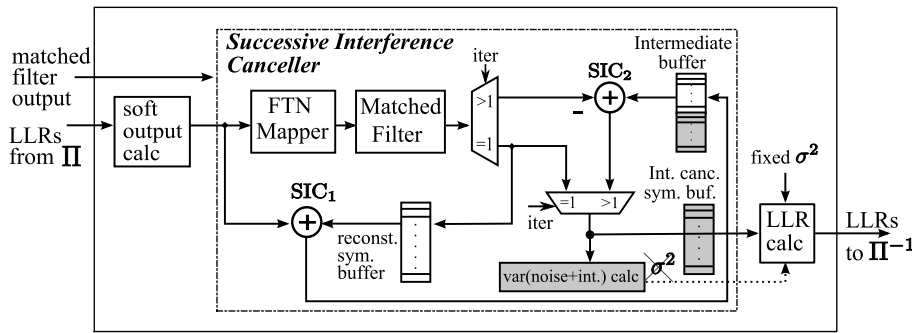 Successive Interference
Canceller
matched
filter
output
LLRs
from Π
soft
output
calc
FTN
Mapper
Matched
Filter
iter
>1
=1
SIC₂
+
−
Intermediate
buffer
SIC₁
+
reconst.
sym.
buffer
iter
=1 >1
Int. canc.
sym. buf.
fixed σ²
LLR
calc
LLRs
to Π⁻¹
var(noise+int.) calc
σ²